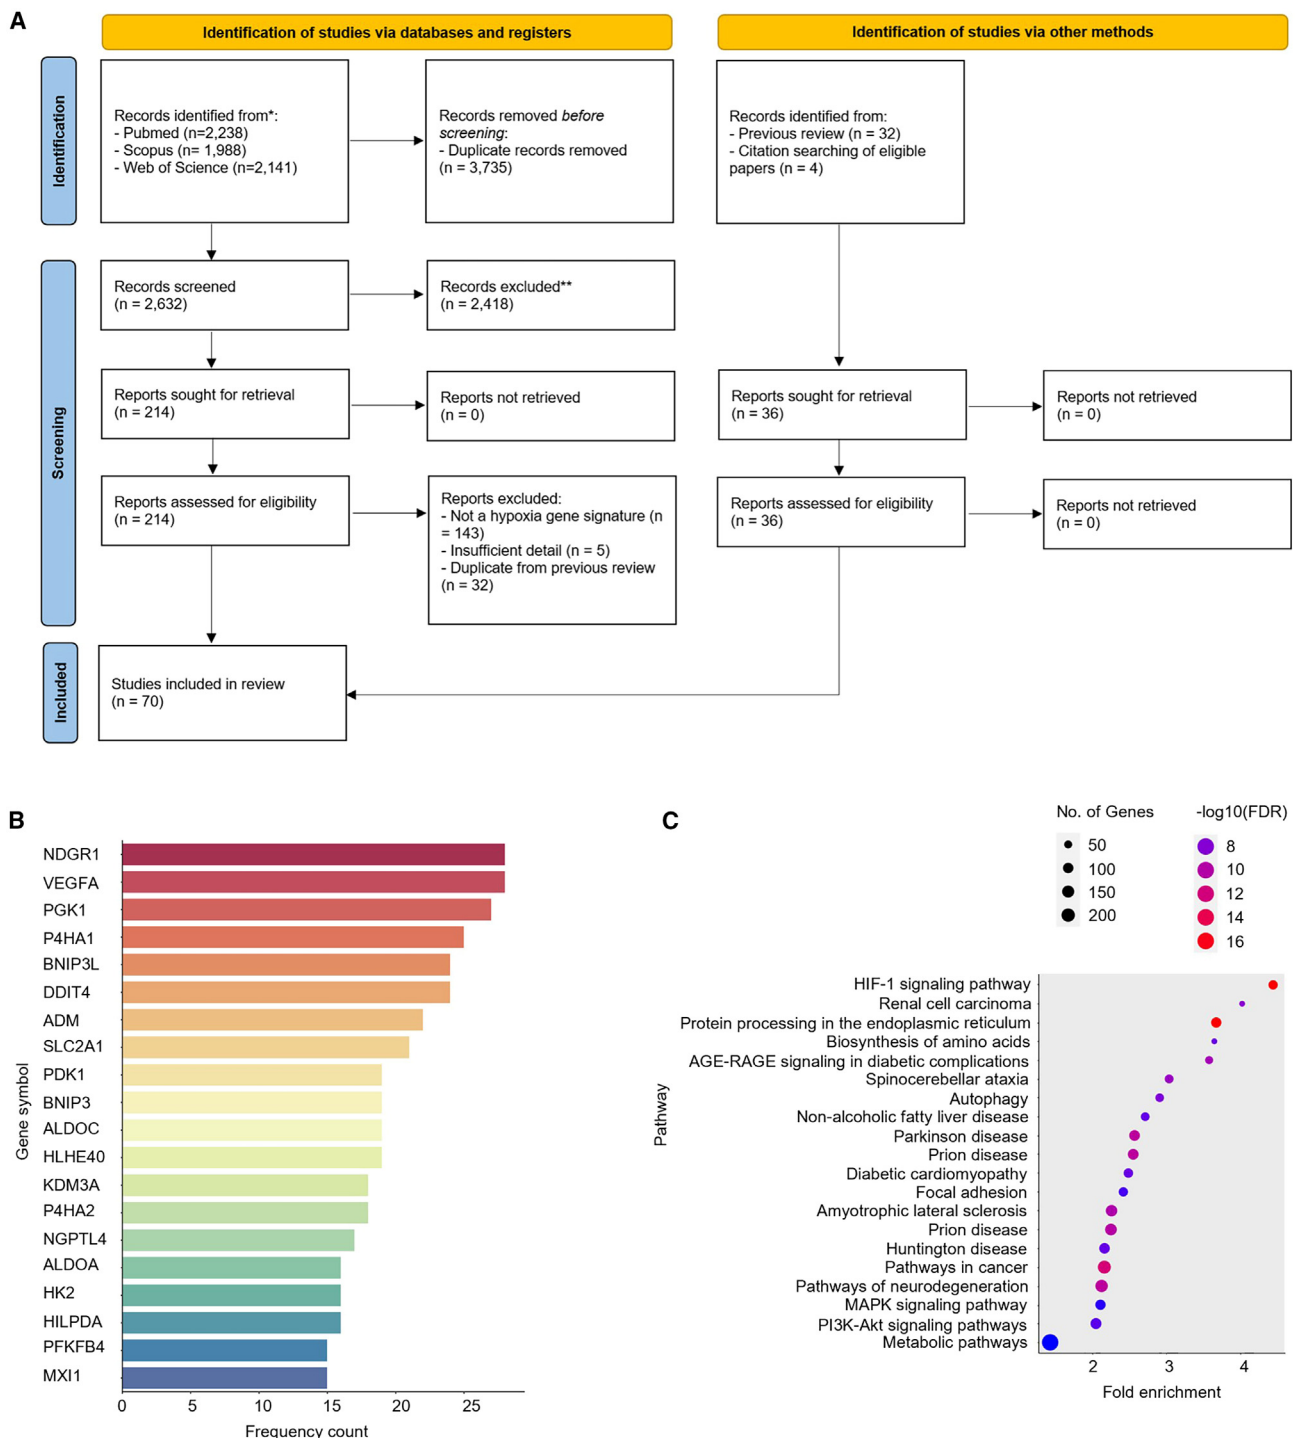 A
Identification of studies via databases and registers
Identification of studies via other methods
Identification
Records identified from*:
- Pubmed (n=2,238)
- Scopus (n= 1,988)
- Web of Science (n=2,141)
Records removed before
screening:
- Duplicate records removed
(n = 3,735)
Records identified from:
- Previous review (n = 32)
- Citation searching of eligible
papers (n = 4)
Screening
Records screened
(n = 2,632)
Records excluded**
(n = 2,418)
Reports sought for retrieval
(n = 214)
Reports not retrieved
(n = 0)
Reports sought for retrieval
(n = 36)
Reports not retrieved
(n = 0)
Reports assessed for eligibility
(n = 214)
Reports excluded:
- Not a hypoxia gene signature (n
= 143)
- Insufficient detail (n = 5)
- Duplicate from previous review
(n = 32)
Reports assessed for eligibility
(n = 36)
Reports not retrieved
(n = 0)
Included
Studies included in review
(n = 70)
B
Gene symbol
NDGR1
VEGFA
PGK1
P4HA1
BNIP3L
DDIT4
ADM
SLC2A1
PDK1
BNIP3
ALDOC
HLHE40
KDM3A
P4HA2
NGPTL4
ALDOA
HK2
HILPDA
PFKFB4
MXI1
0 5 10 15 20 25
Frequency count
C
No. of Genes
50
100
150
200
-log10(FDR)
8
10
12
14
16
Pathway
HIF-1 signaling pathway
Renal cell carcinoma
Protein processing in the endoplasmic reticulum
Biosynthesis of amino acids
AGE-RAGE signaling in diabetic complications
Spinocerebellar ataxia
Autophagy
Non-alcoholic fatty liver disease
Parkinson disease
Prion disease
Diabetic cardiomyopathy
Focal adhesion
Amyotrophic lateral sclerosis
Prion disease
Huntington disease
Pathways in cancer
Pathways of neurodegeneration
MAPK signaling pathway
PI3K-Akt signaling pathways
Metabolic pathways
2 3 4
Fold enrichment